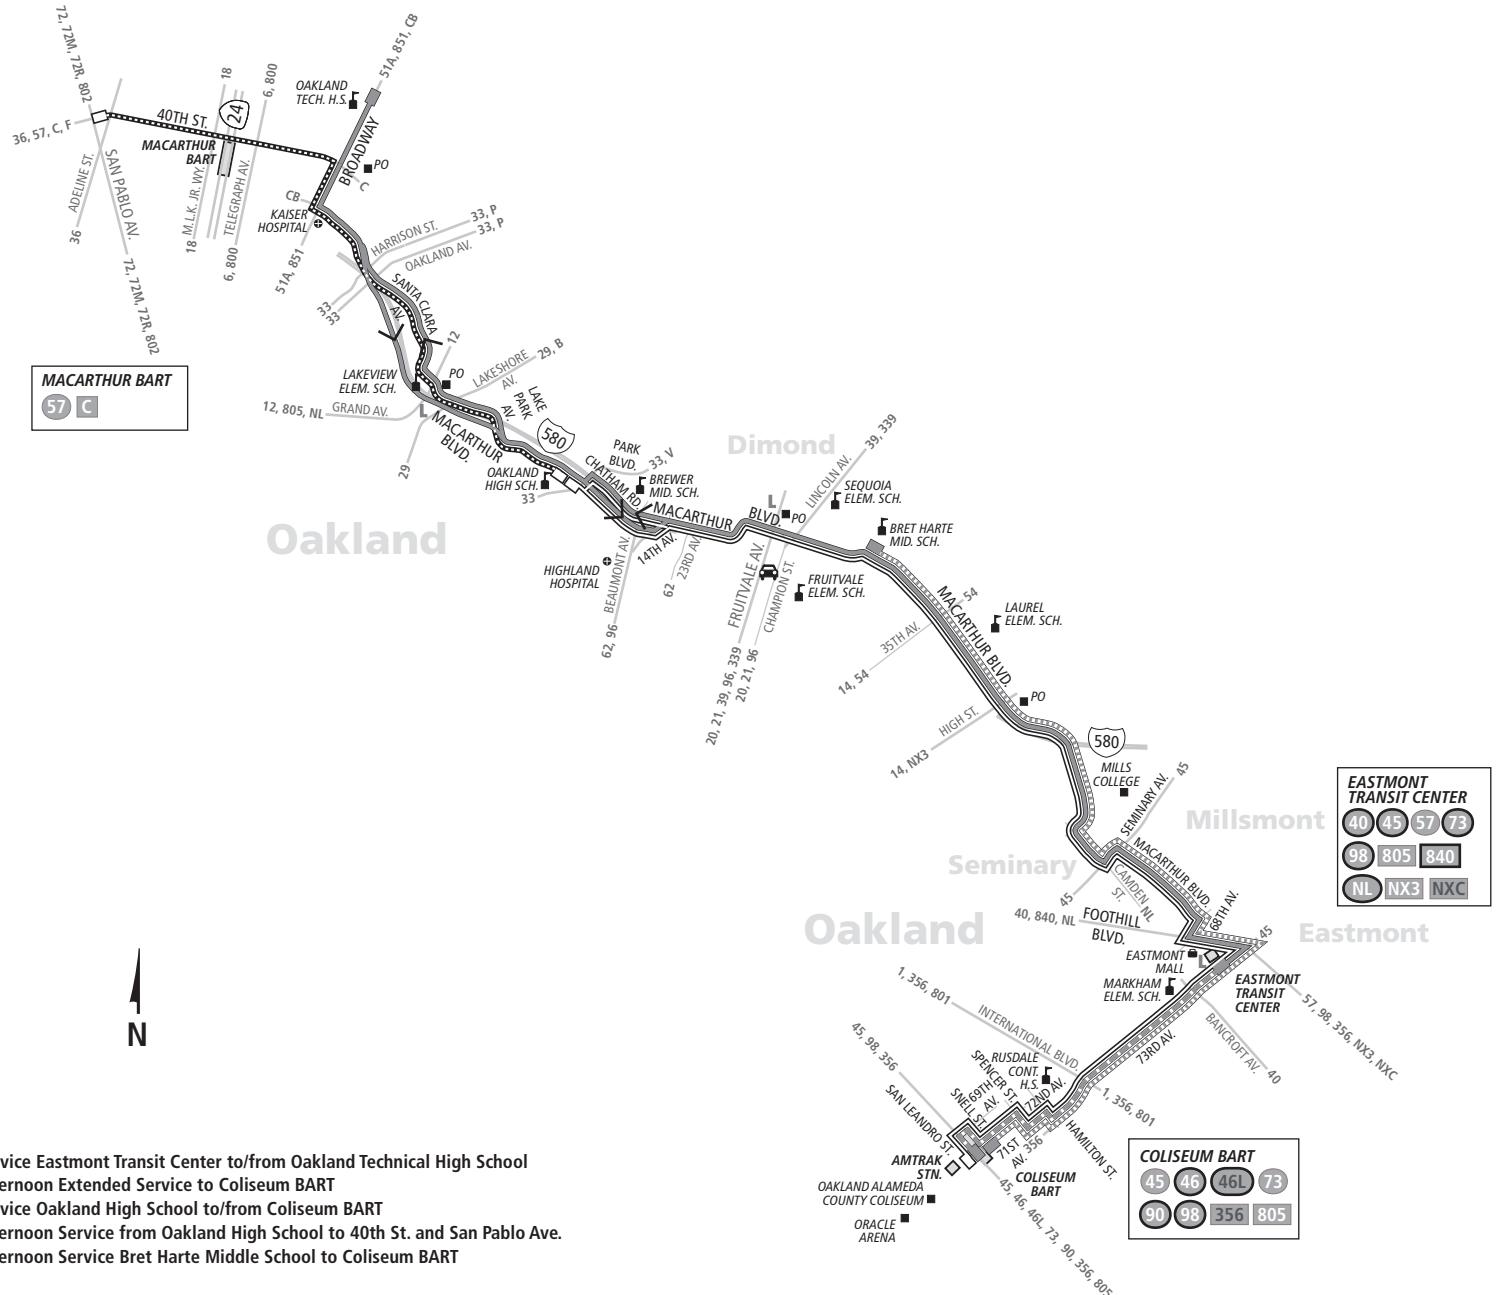 72, 72M, 72R, 802
51A, 851, CB
18
6, 800
OAKLAND
TECH. H.S.
24
36, 57, C, F
40TH ST.
MACARTHUR
BART
BROADWAY
PO
C
ADELINE ST.
SAN PABLO AV.
M.L.K. JR. WY.
TELEGRAPH AV.
CB
KAISER
HOSPITAL
36
18
6, 800
51A, 851
72, 72M, 72R, 802
HARRISON ST.
33, P
OAKLAND AV.
33, P
33
33
SANTA CLARA
AV.
12
MACARTHUR BART
57 C
LAKEVIEW
ELEM. SCH.
PO
LAKESHORE
AV.
29, B
12, 805, NL
GRAND AV.
L
LAKE
PARK
AV.
MACARTHUR
BLVD.
29
580
PARK
BLVD.
33, V
CHATHAM RD.
OAKLAND
HIGH SCH.
33
BREWER
MID. SCH.
MACARTHUR
BLVD.
Dimond
39, 339
LINCOLN AV.
SEQUOIA
ELEM. SCH.
L
PO
BRET HARTE
MID. SCH.
Oakland
14TH AV.
HIGHLAND
HOSPITAL
BEAUMONT AV.
62, 96
62
23RD AV.
FRUITVALE AV.
CHAMPION ST.
FRUITVALE
ELEM. SCH.
20, 21, 39, 96, 339
20, 21, 96
54
MACARTHUR BLVD.
LAUREL
ELEM. SCH.
35TH AV.
14, 54
PO
HIGH ST.
14, NX3
580
MILLS
COLLEGE
SEMINARY AV.
45
Millsmont
Seminary
MACARTHUR BLVD.
CAMDEN
ST.
NL
45
EASTMONT
TRANSIT CENTER
40 45 57 73
98 805 840
NL NX3 NXC
68TH AV.
40, 840, NL
FOOTHILL
BLVD.
Oakland
45
Eastmont
EASTMONT
MALL
L
MARKHAM
ELEM. SCH.
EASTMONT
TRANSIT
CENTER
57, 98, 356, NX3, NXC
BANCROFT AV.
40
73RD AV.
1, 356, 801
INTERNATIONAL BLVD.
1, 356, 801
45, 98, 356
RUSDALE
CONT.
H.S.
SPENCER ST.
69TH
AV.
SNELL ST.
72ND AV.
SAN LEANDRO ST.
71ST
AV.
356
HAMILTON ST.
AMTRAK
STN.
COLISEUM
BART
OAKLAND ALAMEDA
COUNTY COLISEUM
ORACLE
ARENA
45, 46, 46L, 73, 90, 356, 805
COLISEUM BART
45 46 46L 73
90 98 356 805
N
vice Eastmont Transit Center to/from Oakland Technical High School
ernoon Extended Service to Coliseum BART
vice Oakland High School to/from Coliseum BART
ernoon Service from Oakland High School to 40th St. and San Pablo Ave.
ernoon Service Bret Harte Middle School to Coliseum BART